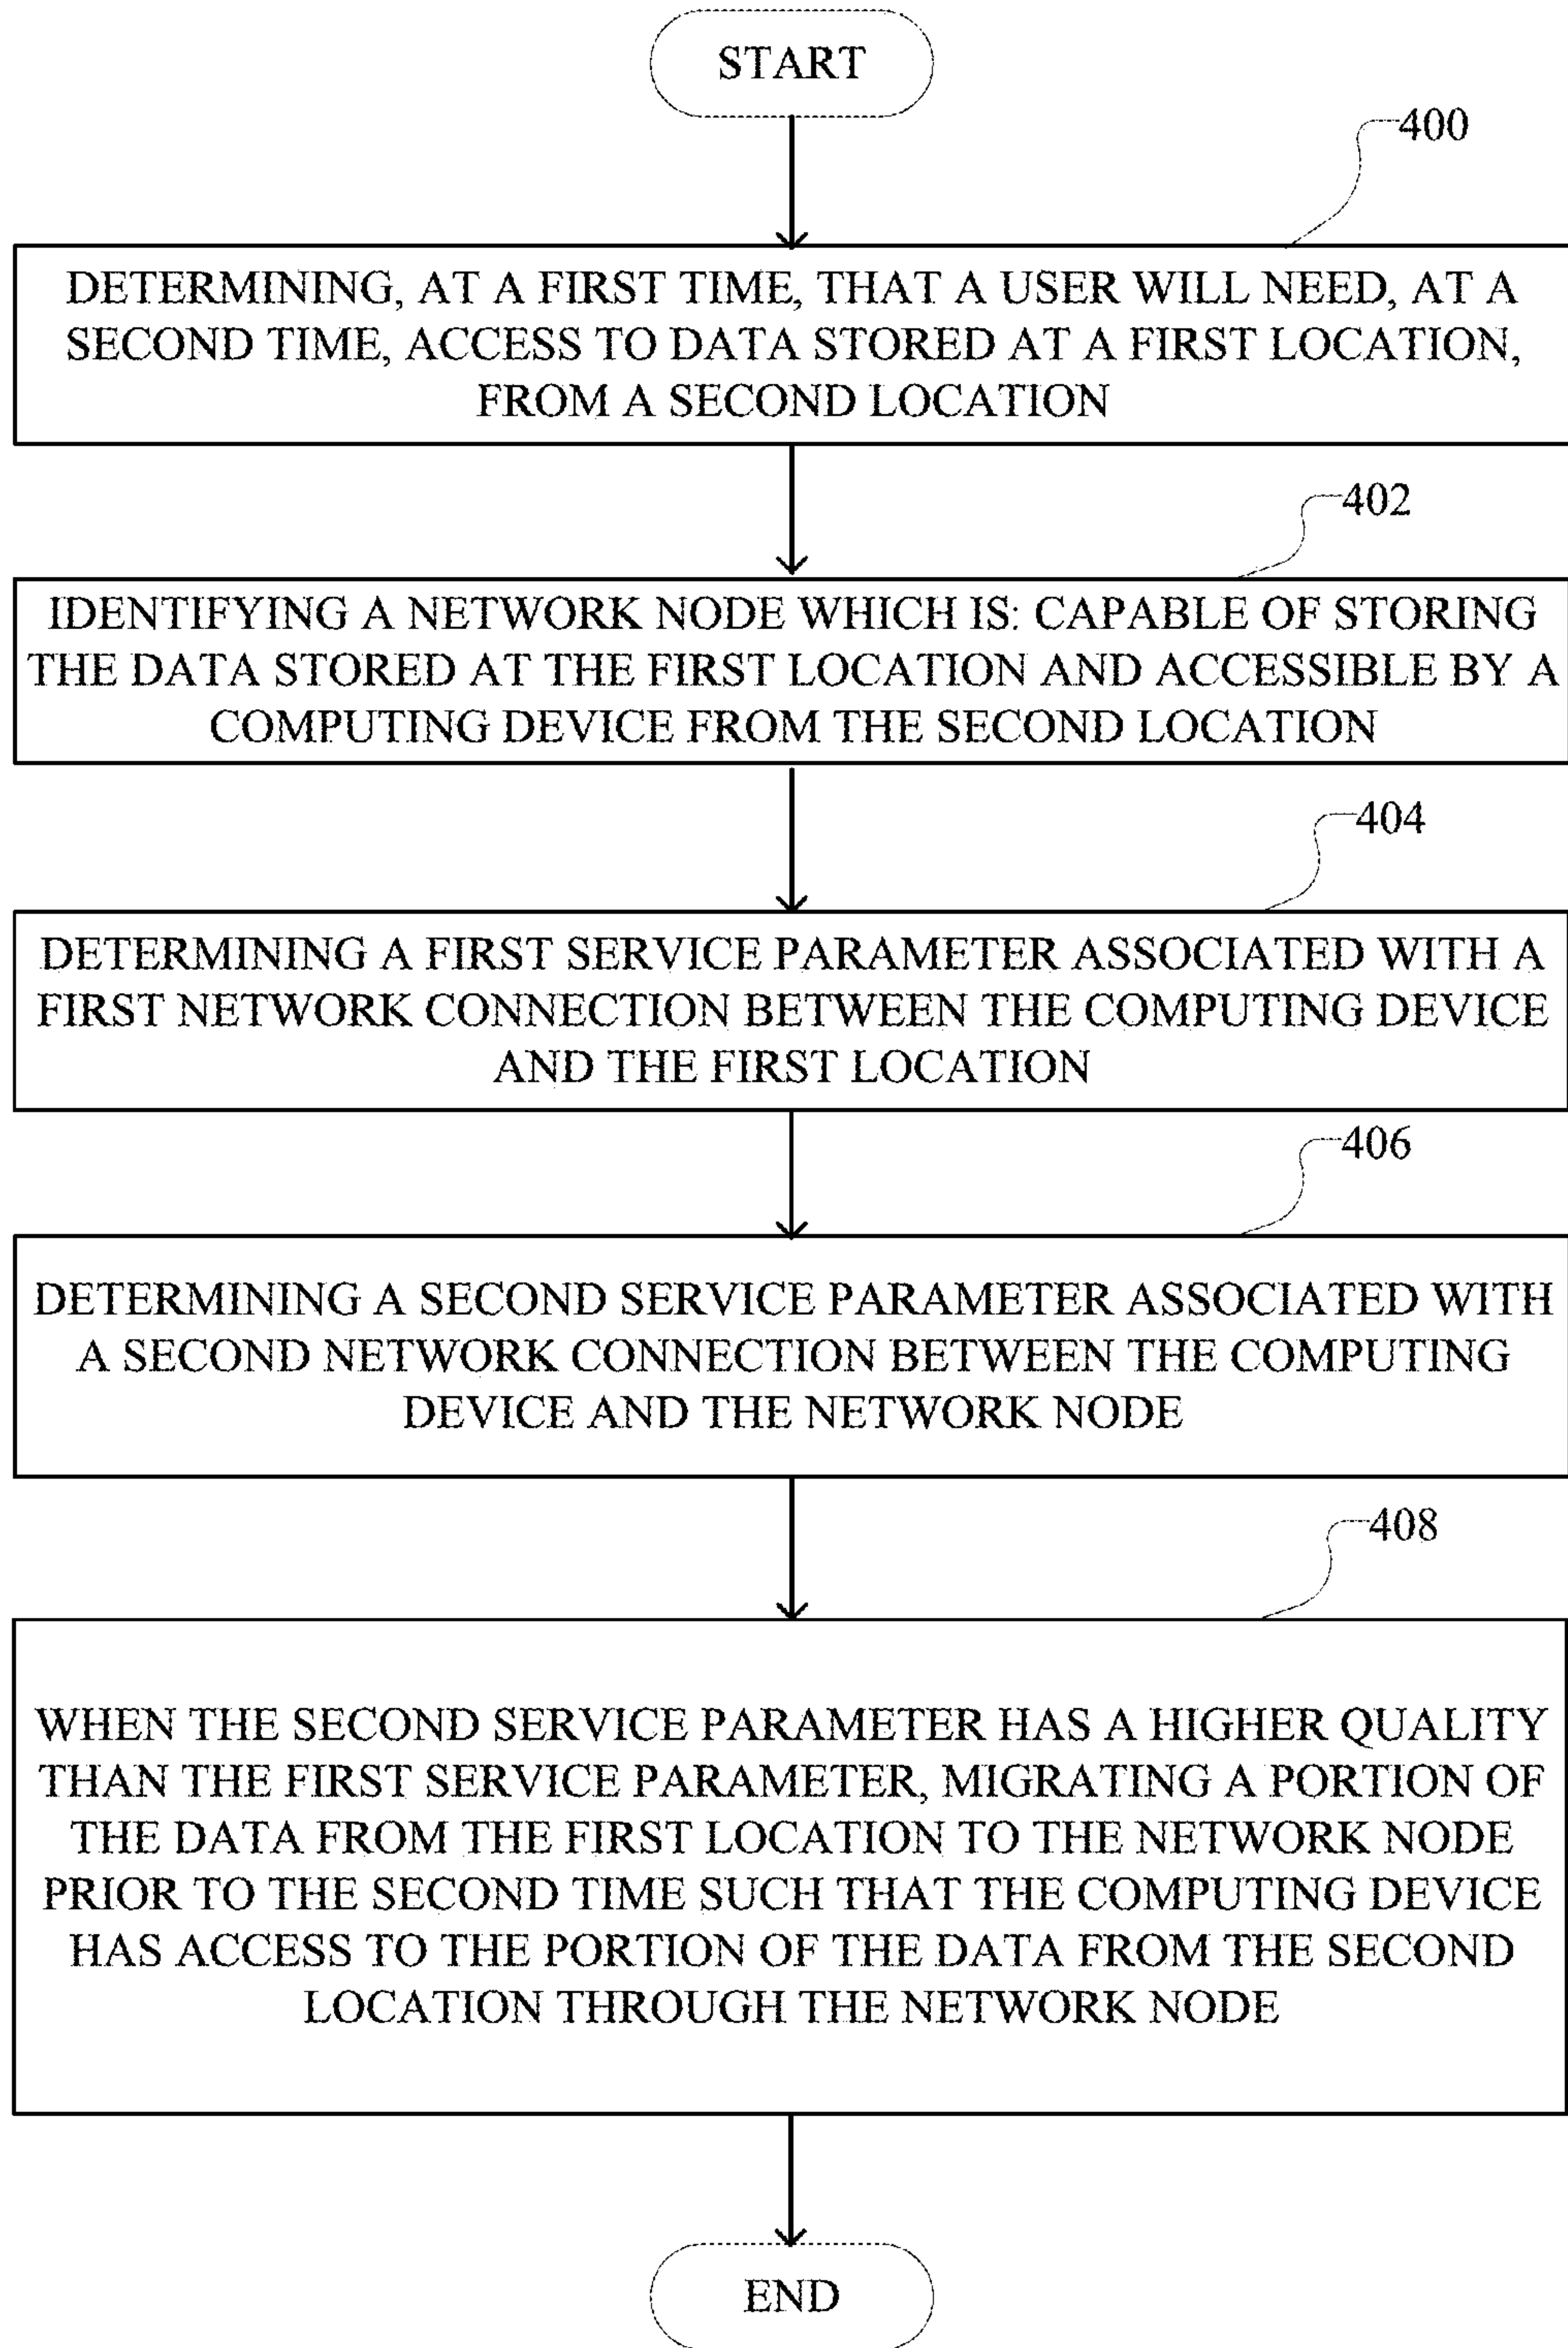 START
400
DETERMINING, AT A FIRST TIME, THAT A USER WILL NEED, AT A
SECOND TIME, ACCESS TO DATA STORED AT A FIRST LOCATION,
FROM A SECOND LOCATION
402
IDENTIFYING A NETWORK NODE WHICH IS: CAPABLE OF STORING
THE DATA STORED AT THE FIRST LOCATION AND ACCESSIBLE BY A
COMPUTING DEVICE FROM THE SECOND LOCATION
404
DETERMINING A FIRST SERVICE PARAMETER ASSOCIATED WITH A
FIRST NETWORK CONNECTION BETWEEN THE COMPUTING DEVICE
AND THE FIRST LOCATION
406
DETERMINING A SECOND SERVICE PARAMETER ASSOCIATED WITH
A SECOND NETWORK CONNECTION BETWEEN THE COMPUTING
DEVICE AND THE NETWORK NODE
408
WHEN THE SECOND SERVICE PARAMETER HAS A HIGHER QUALITY
THAN THE FIRST SERVICE PARAMETER, MIGRATING A PORTION OF
THE DATA FROM THE FIRST LOCATION TO THE NETWORK NODE
PRIOR TO THE SECOND TIME SUCH THAT THE COMPUTING DEVICE
HAS ACCESS TO THE PORTION OF THE DATA FROM THE SECOND
LOCATION THROUGH THE NETWORK NODE
END